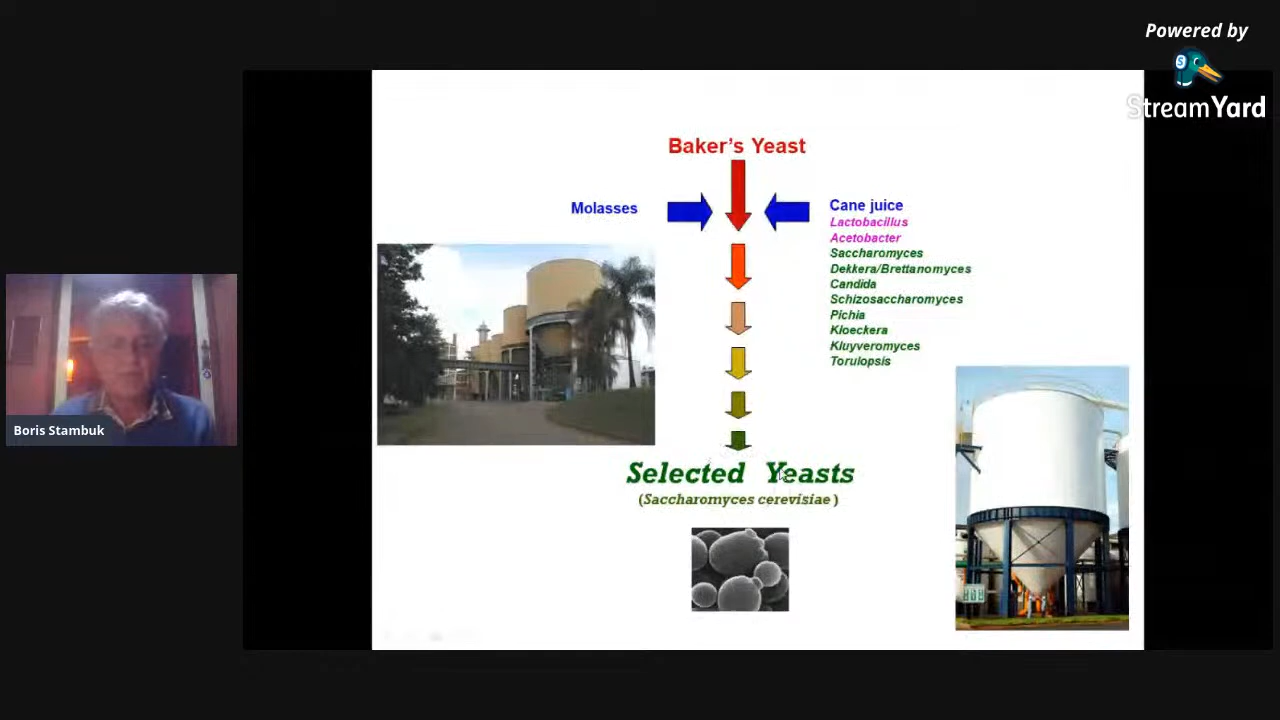 Powered by
StreamYard
Baker's Yeast
Molasses
Cane juice
Lactobacillus
Acetobacter
Saccharomyces
Dekkera/Brettanomyces
Candida
Schizosaccharomyces
Pichia
Kloeckera
Kluyveromyces
Torulopsis
Boris Stambuk
Selected Yeasts
(Saccharomyces cerevisiae )